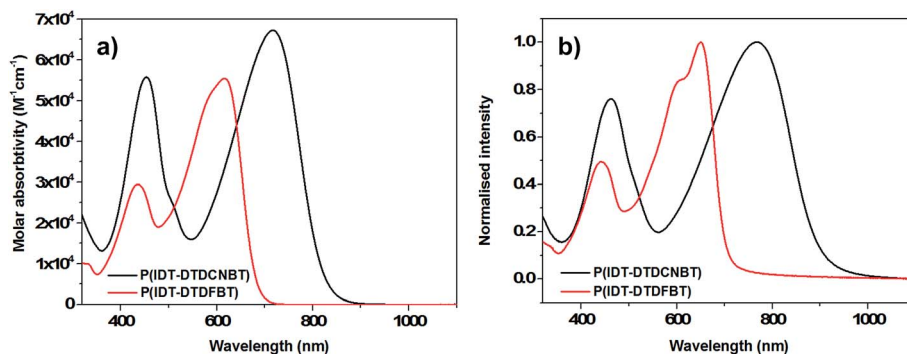 a)
Molar absorbtivity (M⁻¹cm⁻¹)
7x10⁴
6x10⁴
5x10⁴
4x10⁴
3x10⁴
2x10⁴
1x10⁴
0
P(IDT-DTDCNBT)
P(IDT-DTDFBT)
400 600 800 1000
Wavelength (nm)
b)
Normalised intensity
1.0
0.8
0.6
0.4
0.2
0.0
P(IDT-DTDCNBT)
P(IDT-DTDFBT)
400 600 800 1000
Wavelength (nm)